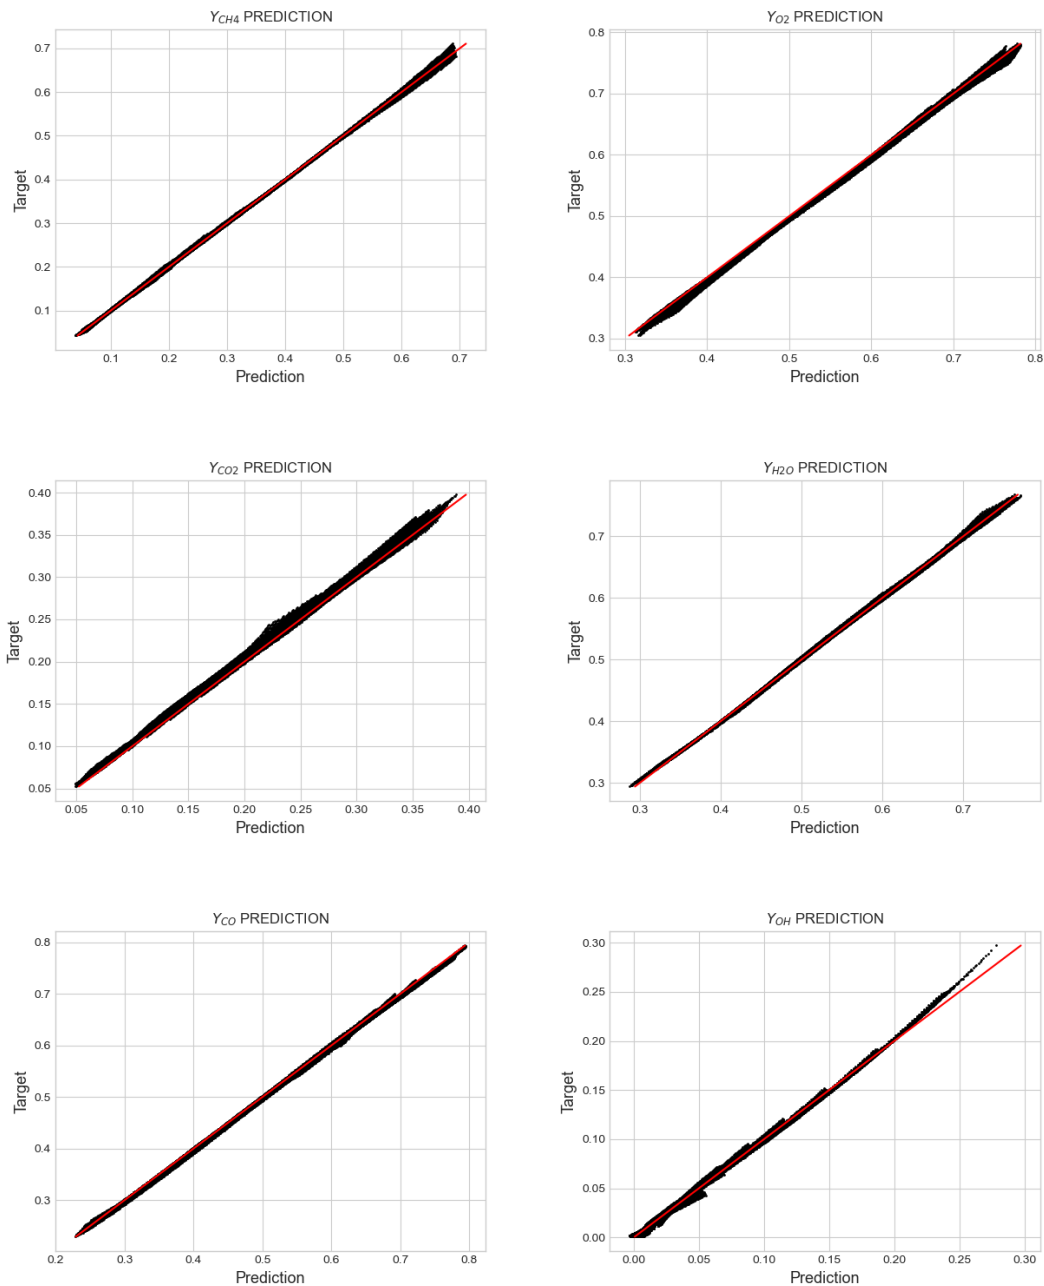 Y_CH4 PREDICTION
Target
0.7
0.6
0.5
0.4
0.3
0.2
0.1
0.1 0.2 0.3 0.4 0.5 0.6 0.7
Prediction
Y_O2 PREDICTION
Target
0.8
0.7
0.6
0.5
0.4
0.3
0.3 0.4 0.5 0.6 0.7 0.8
Prediction
Y_CO2 PREDICTION
Target
0.40
0.35
0.30
0.25
0.20
0.15
0.10
0.05
0.05 0.10 0.15 0.20 0.25 0.30 0.35 0.40
Prediction
Y_H2O PREDICTION
Target
0.7
0.6
0.5
0.4
0.3
0.3 0.4 0.5 0.6 0.7
Prediction
Y_CO PREDICTION
Target
0.8
0.7
0.6
0.5
0.4
0.3
0.2 0.3 0.4 0.5 0.6 0.7 0.8
Prediction
Y_OH PREDICTION
Target
0.30
0.25
0.20
0.15
0.10
0.05
0.00
0.00 0.05 0.10 0.15 0.20 0.25 0.30
Prediction